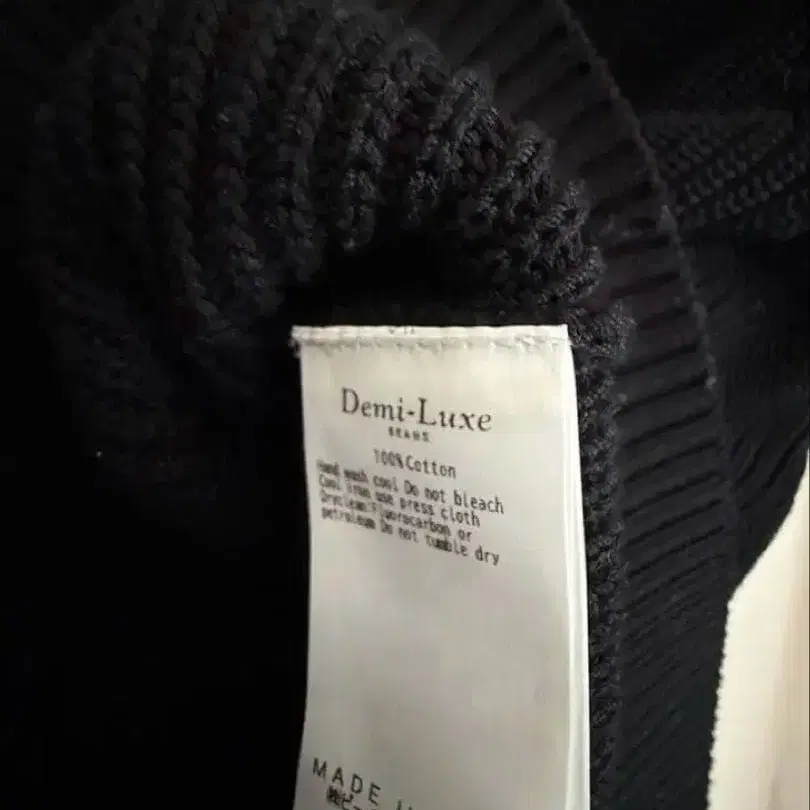 Demi-Luxe
BEAMS
100% Cotton
Hand wash cool Do not bleach
Cool iron use press cloth
Dryclean/Fluorocarbon or
petroleum Do not tumble dry
MADE